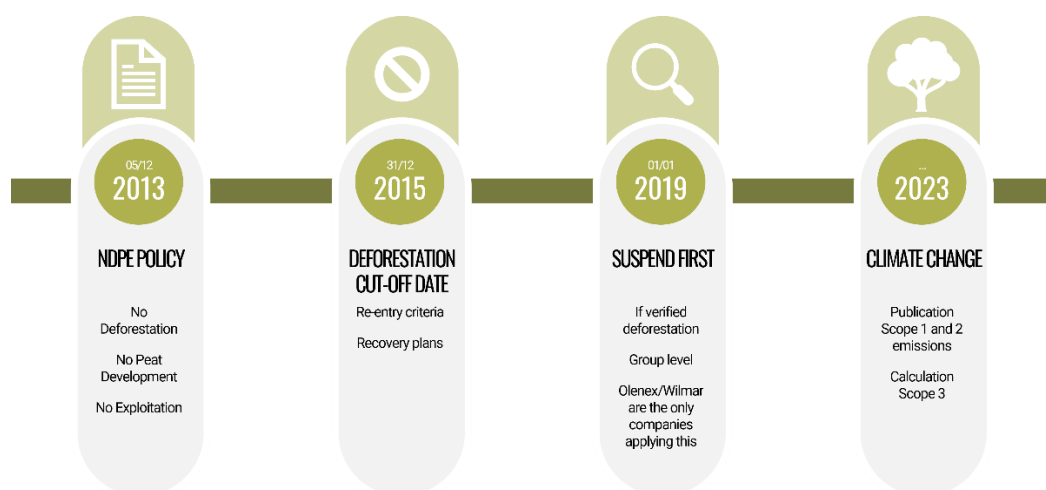 05/12
2013
NDPE POLICY
No
Deforestation
No Peat
Development
No Exploitation
31/12
2015
DEFORESTATION
CUT-OFF DATE
Re-entry criteria
Recovery plans
01/01
2019
SUSPEND FIRST
If verified
deforestation
Group level
Olenex/Wilmar
are the only
companies
applying this
...
2023
CLIMATE CHANGE
Publication
Scope 1 and 2
emissions
Calculation
Scope 3